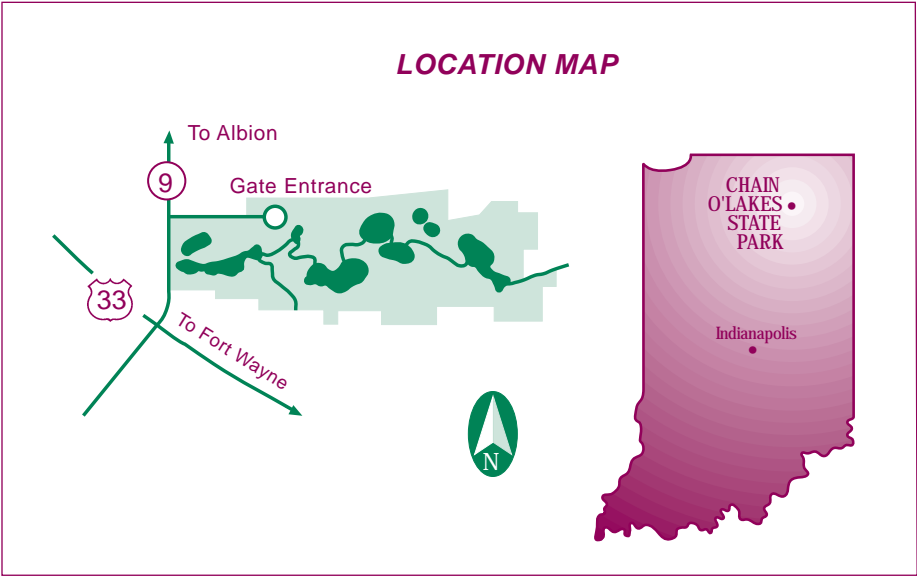 LOCATION MAP
To Albion
9
Gate Entrance
33
To Fort Wayne
N
CHAIN
O'LAKES
STATE
PARK
Indianapolis